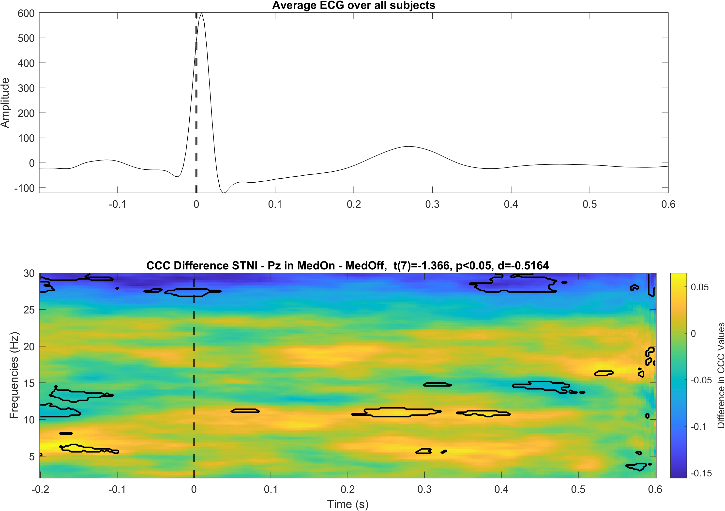 Average ECG over all subjects
Amplitude
600
500
400
300
200
100
0
-100
-0.1 0 0.1 0.2 0.3 0.4 0.5 0.6
CCC Difference STNl - Pz in MedOn - MedOff, t(7)=-1.366, p<0.05, d=-0.5164
Frequencies (Hz)
30
25
20
15
10
5
-0.2 -0.1 0 0.1 0.2 0.3 0.4 0.5 0.6
Time (s)
0.05
0
-0.05
-0.1
-0.15
Difference in CCC Values